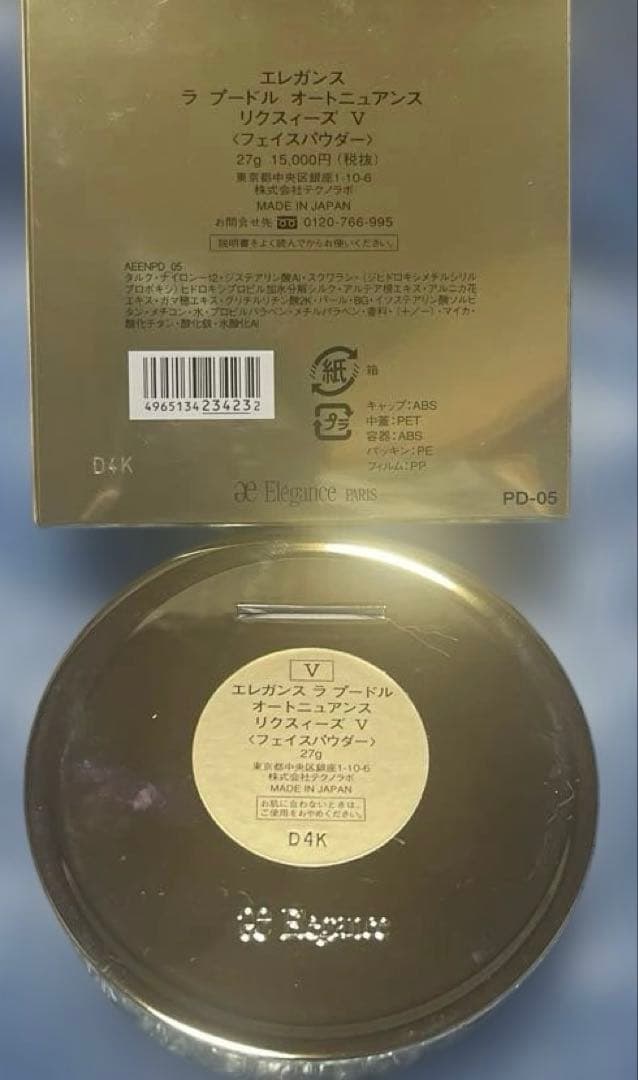 エレガンス
ラ プードル オートニュアンス
リクスィーズ V
〈フェイスパウダー〉
27g 15,000円(税抜)
東京都中央区銀座1-10-6
株式会社テクノラボ
MADE IN JAPAN
お問合せ先 0120-766-995
説明書をよく読んでからお使いください。
AEENPD_05
タルク・ナイロン-12・ジステアリン酸Al・スクワラン・(ジヒドロキシメチルシリル
プロポキシ)ヒドロキシプロピル加水分解シルク・アルテア根エキス・アルニカ花
エキス・ガマ穂エキス・グリチルリチン酸2K・パール・BG・イソステアリン酸ソルビ
タン・メチコン・水・プロピルパラベン・メチルパラベン・香料・(+/-)・マイカ・
酸化チタン・酸化鉄・水酸化Al
4965134234232
紙 箱
プラ
キャップ:ABS
中蓋:PET
容器:ABS
パッキン:PE
フィルム:PP
D4K
æ Elégance PARIS
PD-05
V
エレガンス ラ プードル
オートニュアンス
リクスィーズ V
〈フェイスパウダー〉
27g
東京都中央区銀座1-10-6
株式会社テクノラボ
MADE IN JAPAN
お肌に合わないときは、
ご使用をおやめください。
D4K
æ Elégance